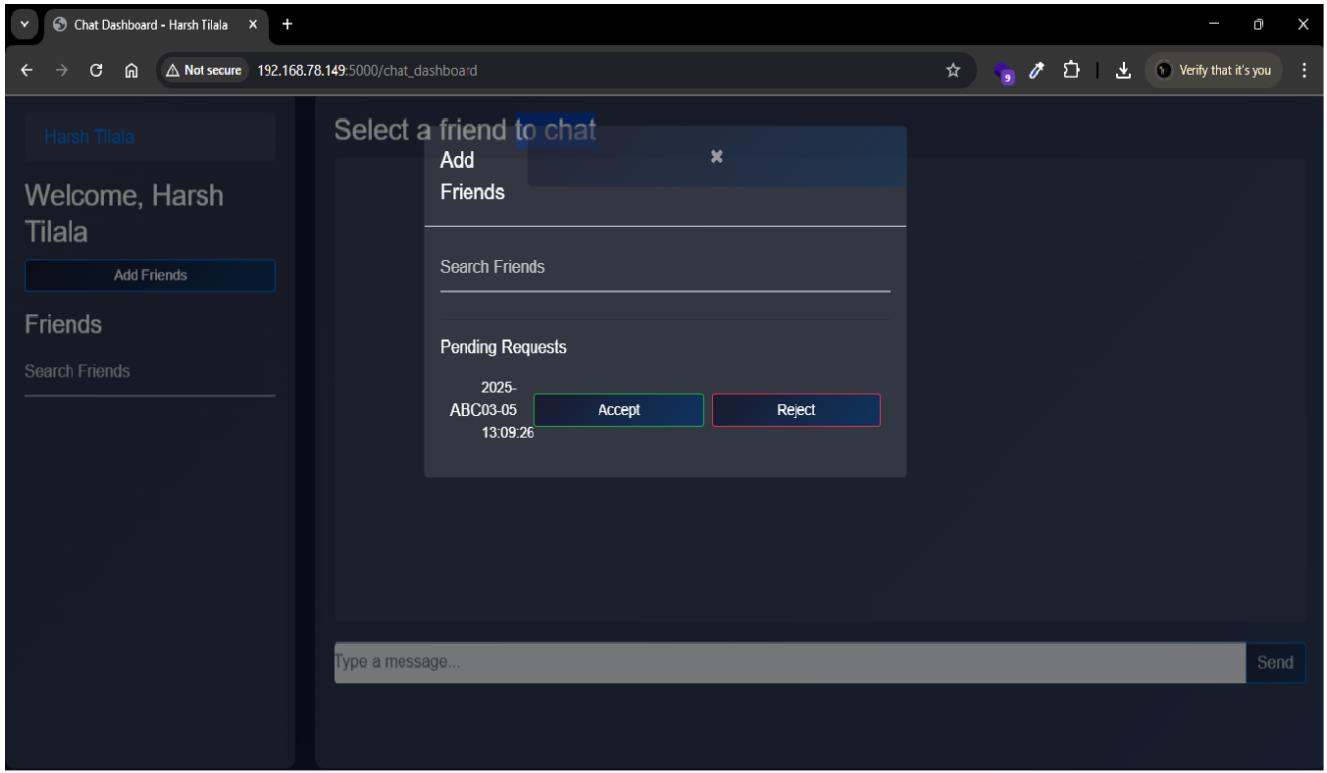 Chat Dashboard - Harsh Tilala
Not secure 192.168.78.149:5000/chat_dashboard
9
Verify that it's you
Harsh Tilala
Welcome, Harsh
Tilala
Add Friends
Friends
Search Friends
Select a friend to chat
Add
Friends
Search Friends
Pending Requests
2025-
ABC03-05
13:09:26
Accept
Reject
Type a message...
Send